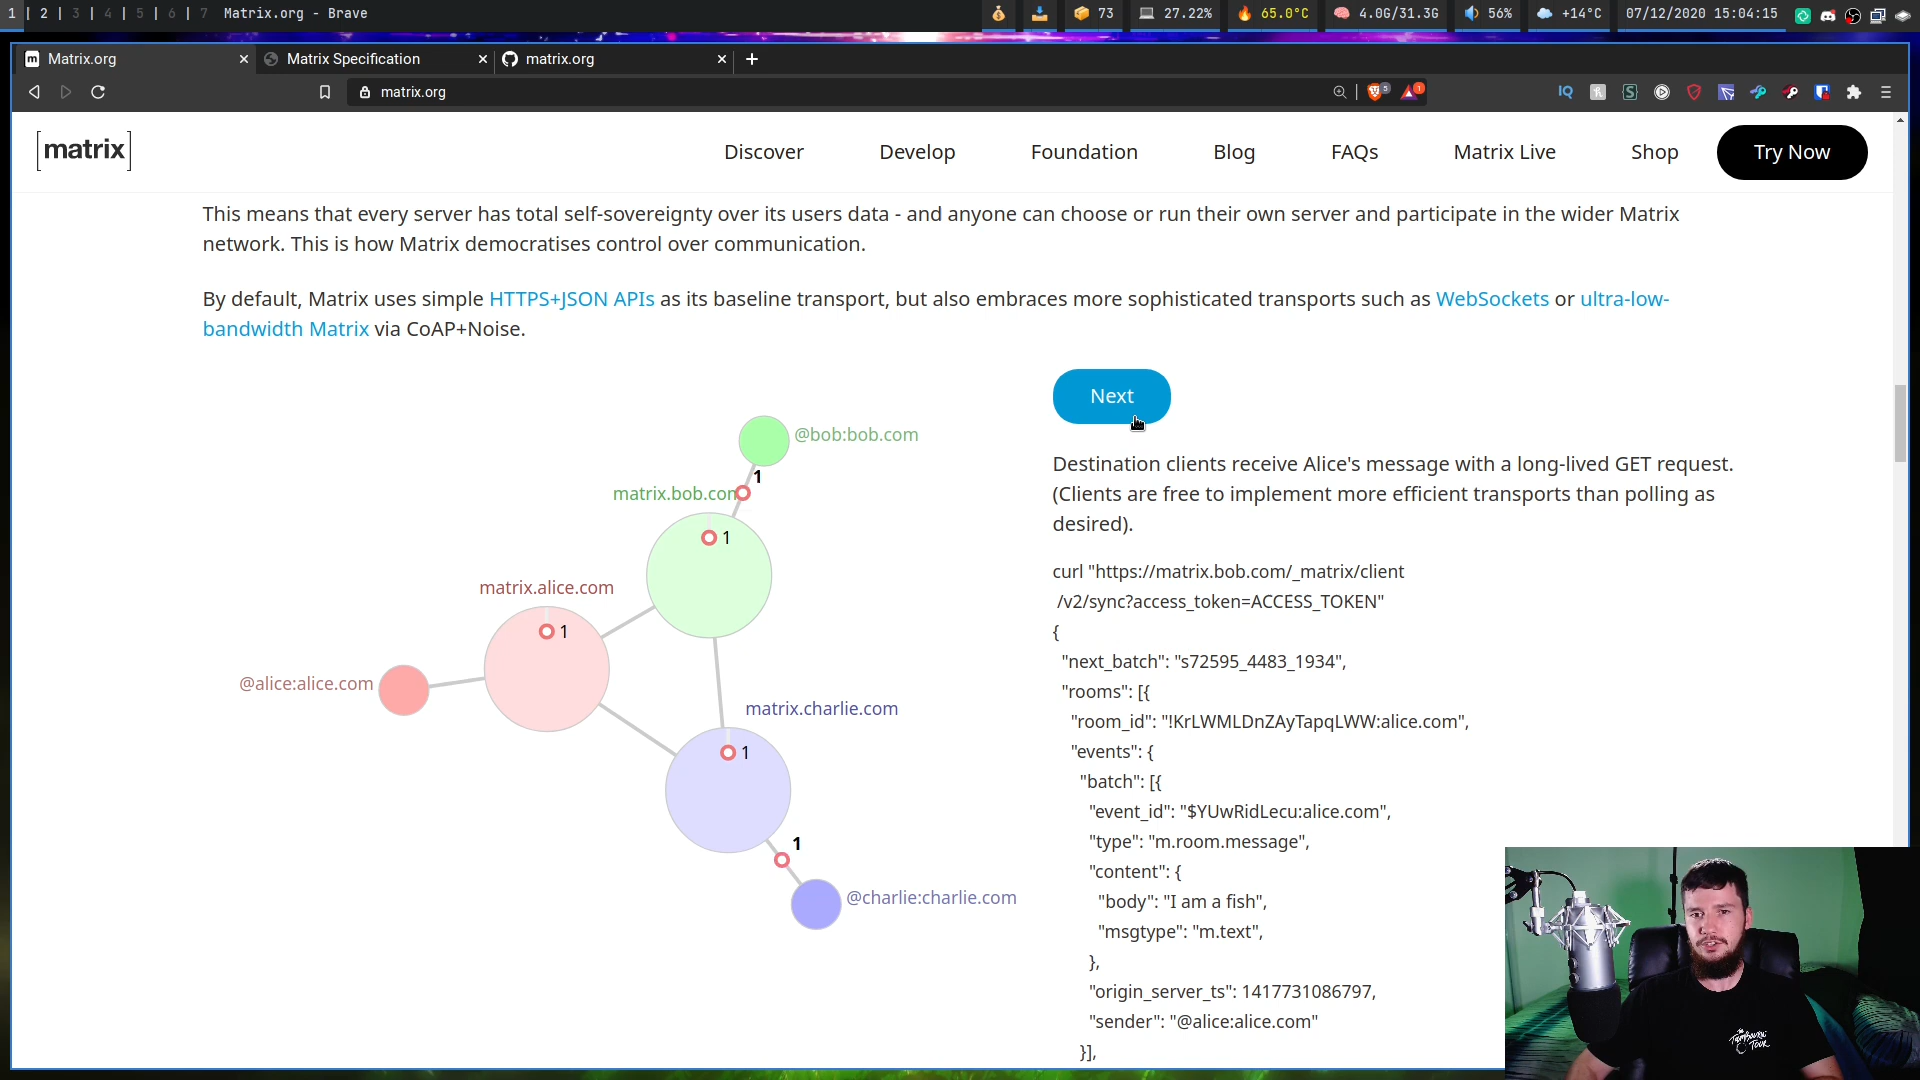 1 | 2 | 3 | 4 | 5 | 6 | 7 Matrix.org - Brave 73 27.22% 65.0°C 4.0G/31.3G 56% +14°C 07/12/2020 15:04:15
Matrix.org Matrix Specification matrix.org
matrix.org 5 1 IQ
[matrix] Discover Develop Foundation Blog FAQs Matrix Live Shop Try Now
This means that every server has total self-sovereignty over its users data - and anyone can choose or run their own server and participate in the wider Matrix
network. This is how Matrix democratises control over communication.
By default, Matrix uses simple HTTPS+JSON APIs as its baseline transport, but also embraces more sophisticated transports such as WebSockets or ultra-low-
bandwidth Matrix via CoAP+Noise.
@bob:bob.com
1
matrix.bob.com
1
matrix.alice.com
1
@alice:alice.com
matrix.charlie.com
1
1
@charlie:charlie.com
Next
Destination clients receive Alice's message with a long-lived GET request.
(Clients are free to implement more efficient transports than polling as
desired).
curl "https://matrix.bob.com/_matrix/client
/v2/sync?access_token=ACCESS_TOKEN"
{
"next_batch": "s72595_4483_1934",
"rooms": [{
"room_id": "!KrLWMLDnZAyTapqLWW:alice.com",
"events": {
"batch": [{
"event_id": "$YUwRidLecu:alice.com",
"type": "m.room.message",
"content": {
"body": "I am a fish",
"msgtype": "m.text",
},
"origin_server_ts": 1417731086797,
"sender": "@alice:alice.com"
}],